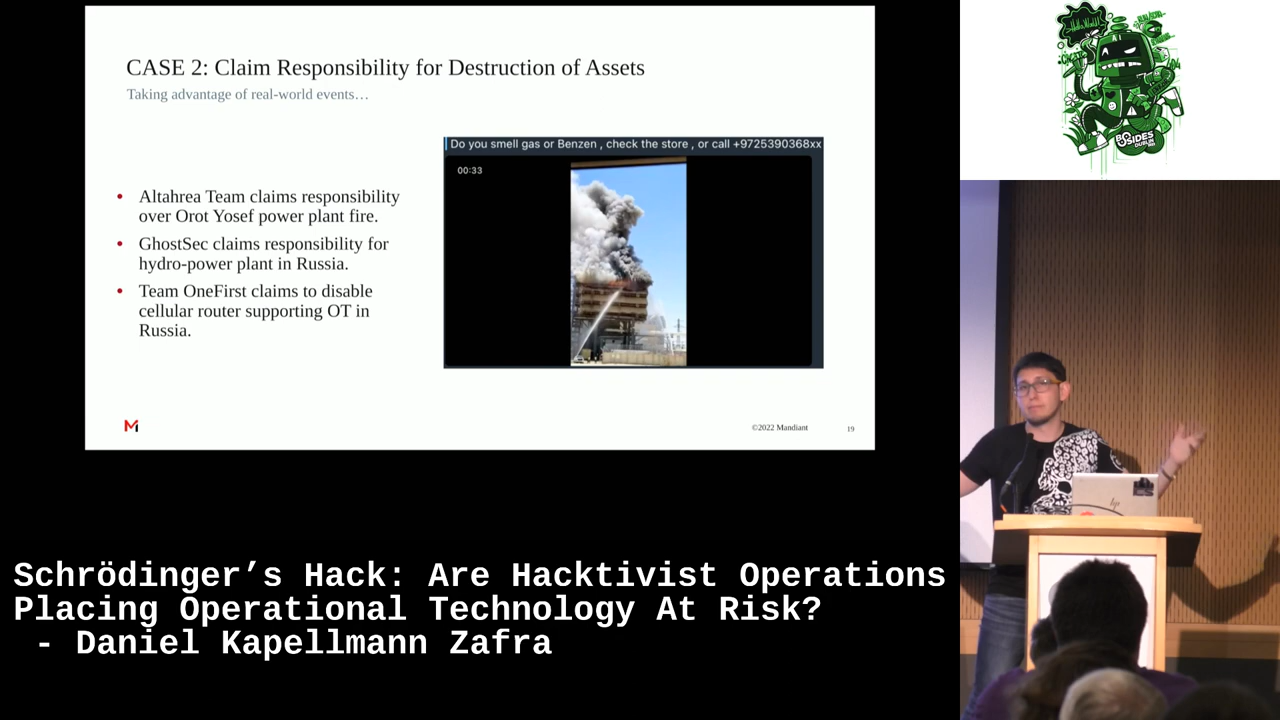 CASE 2: Claim Responsibility for Destruction of Assets
Taking advantage of real-world events…
• Altahrea Team claims responsibility
over Orot Yosef power plant fire.
• GhostSec claims responsibility for
hydro-power plant in Russia.
• Team OneFirst claims to disable
cellular router supporting OT in
Russia.
Do you smell gas or Benzen , check the store , or call +9725390368xx
00:33
©2022 Mandiant
19
BSIDES
DUBLIN
hp
Schrödinger’s Hack: Are Hacktivist Operations
Placing Operational Technology At Risk?
- Daniel Kapellmann Zafra